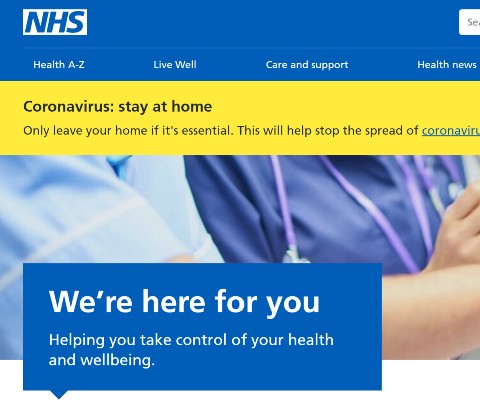 NHS
Health A-Z Live Well Care and support Health news
Coronavirus: stay at home
Only leave your home if it's essential. This will help stop the spread of
We're here for you
Helping you take control of your health
and wellbeing.